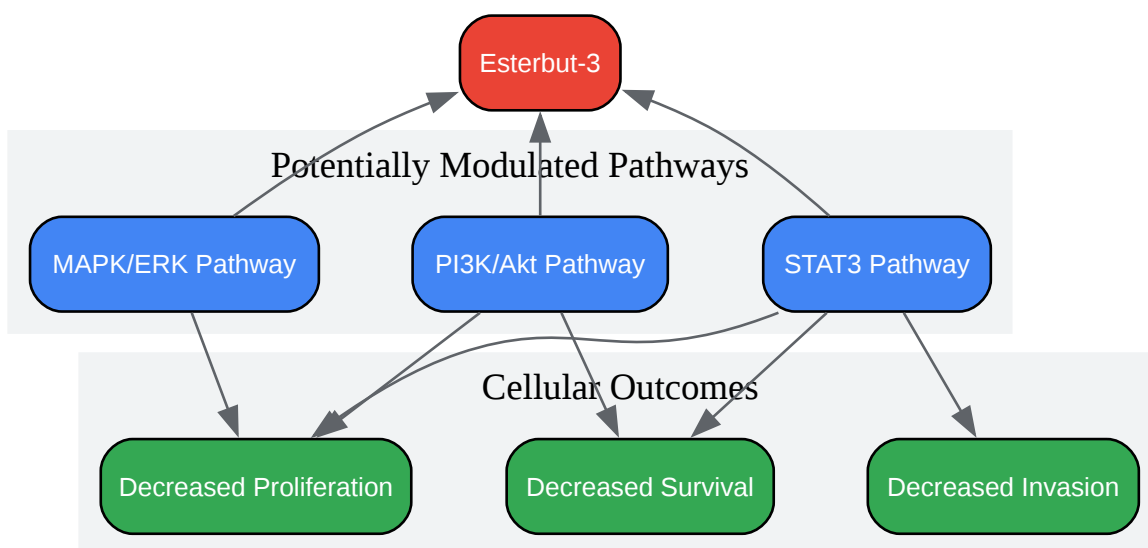 Esterbut-3
Potentially Modulated Pathways
MAPK/ERK Pathway
PI3K/Akt Pathway
STAT3 Pathway
Cellular Outcomes
Decreased Proliferation
Decreased Survival
Decreased Invasion